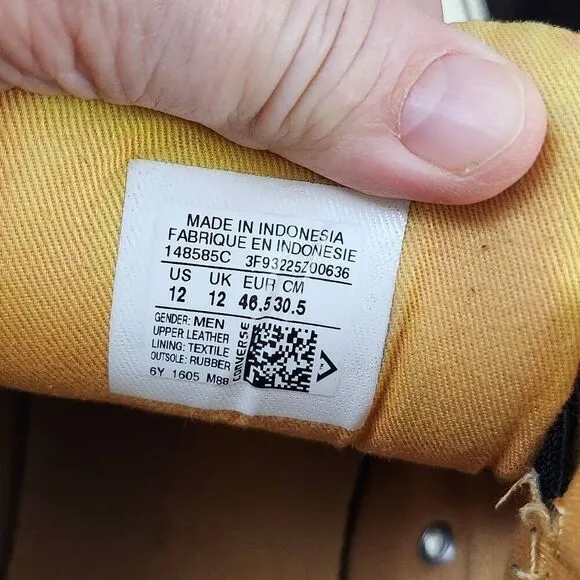 MADE IN INDONESIA
FABRIQUE EN INDONESIE
148585C 3F93225Z00636
US UK EUR CM
12 12 46.5 30.5
GENDER: MEN
UPPER LEATHER
LINING: TEXTILE
OUTSOLE: RUBBER
6Y 1605 M88
CONVERSE